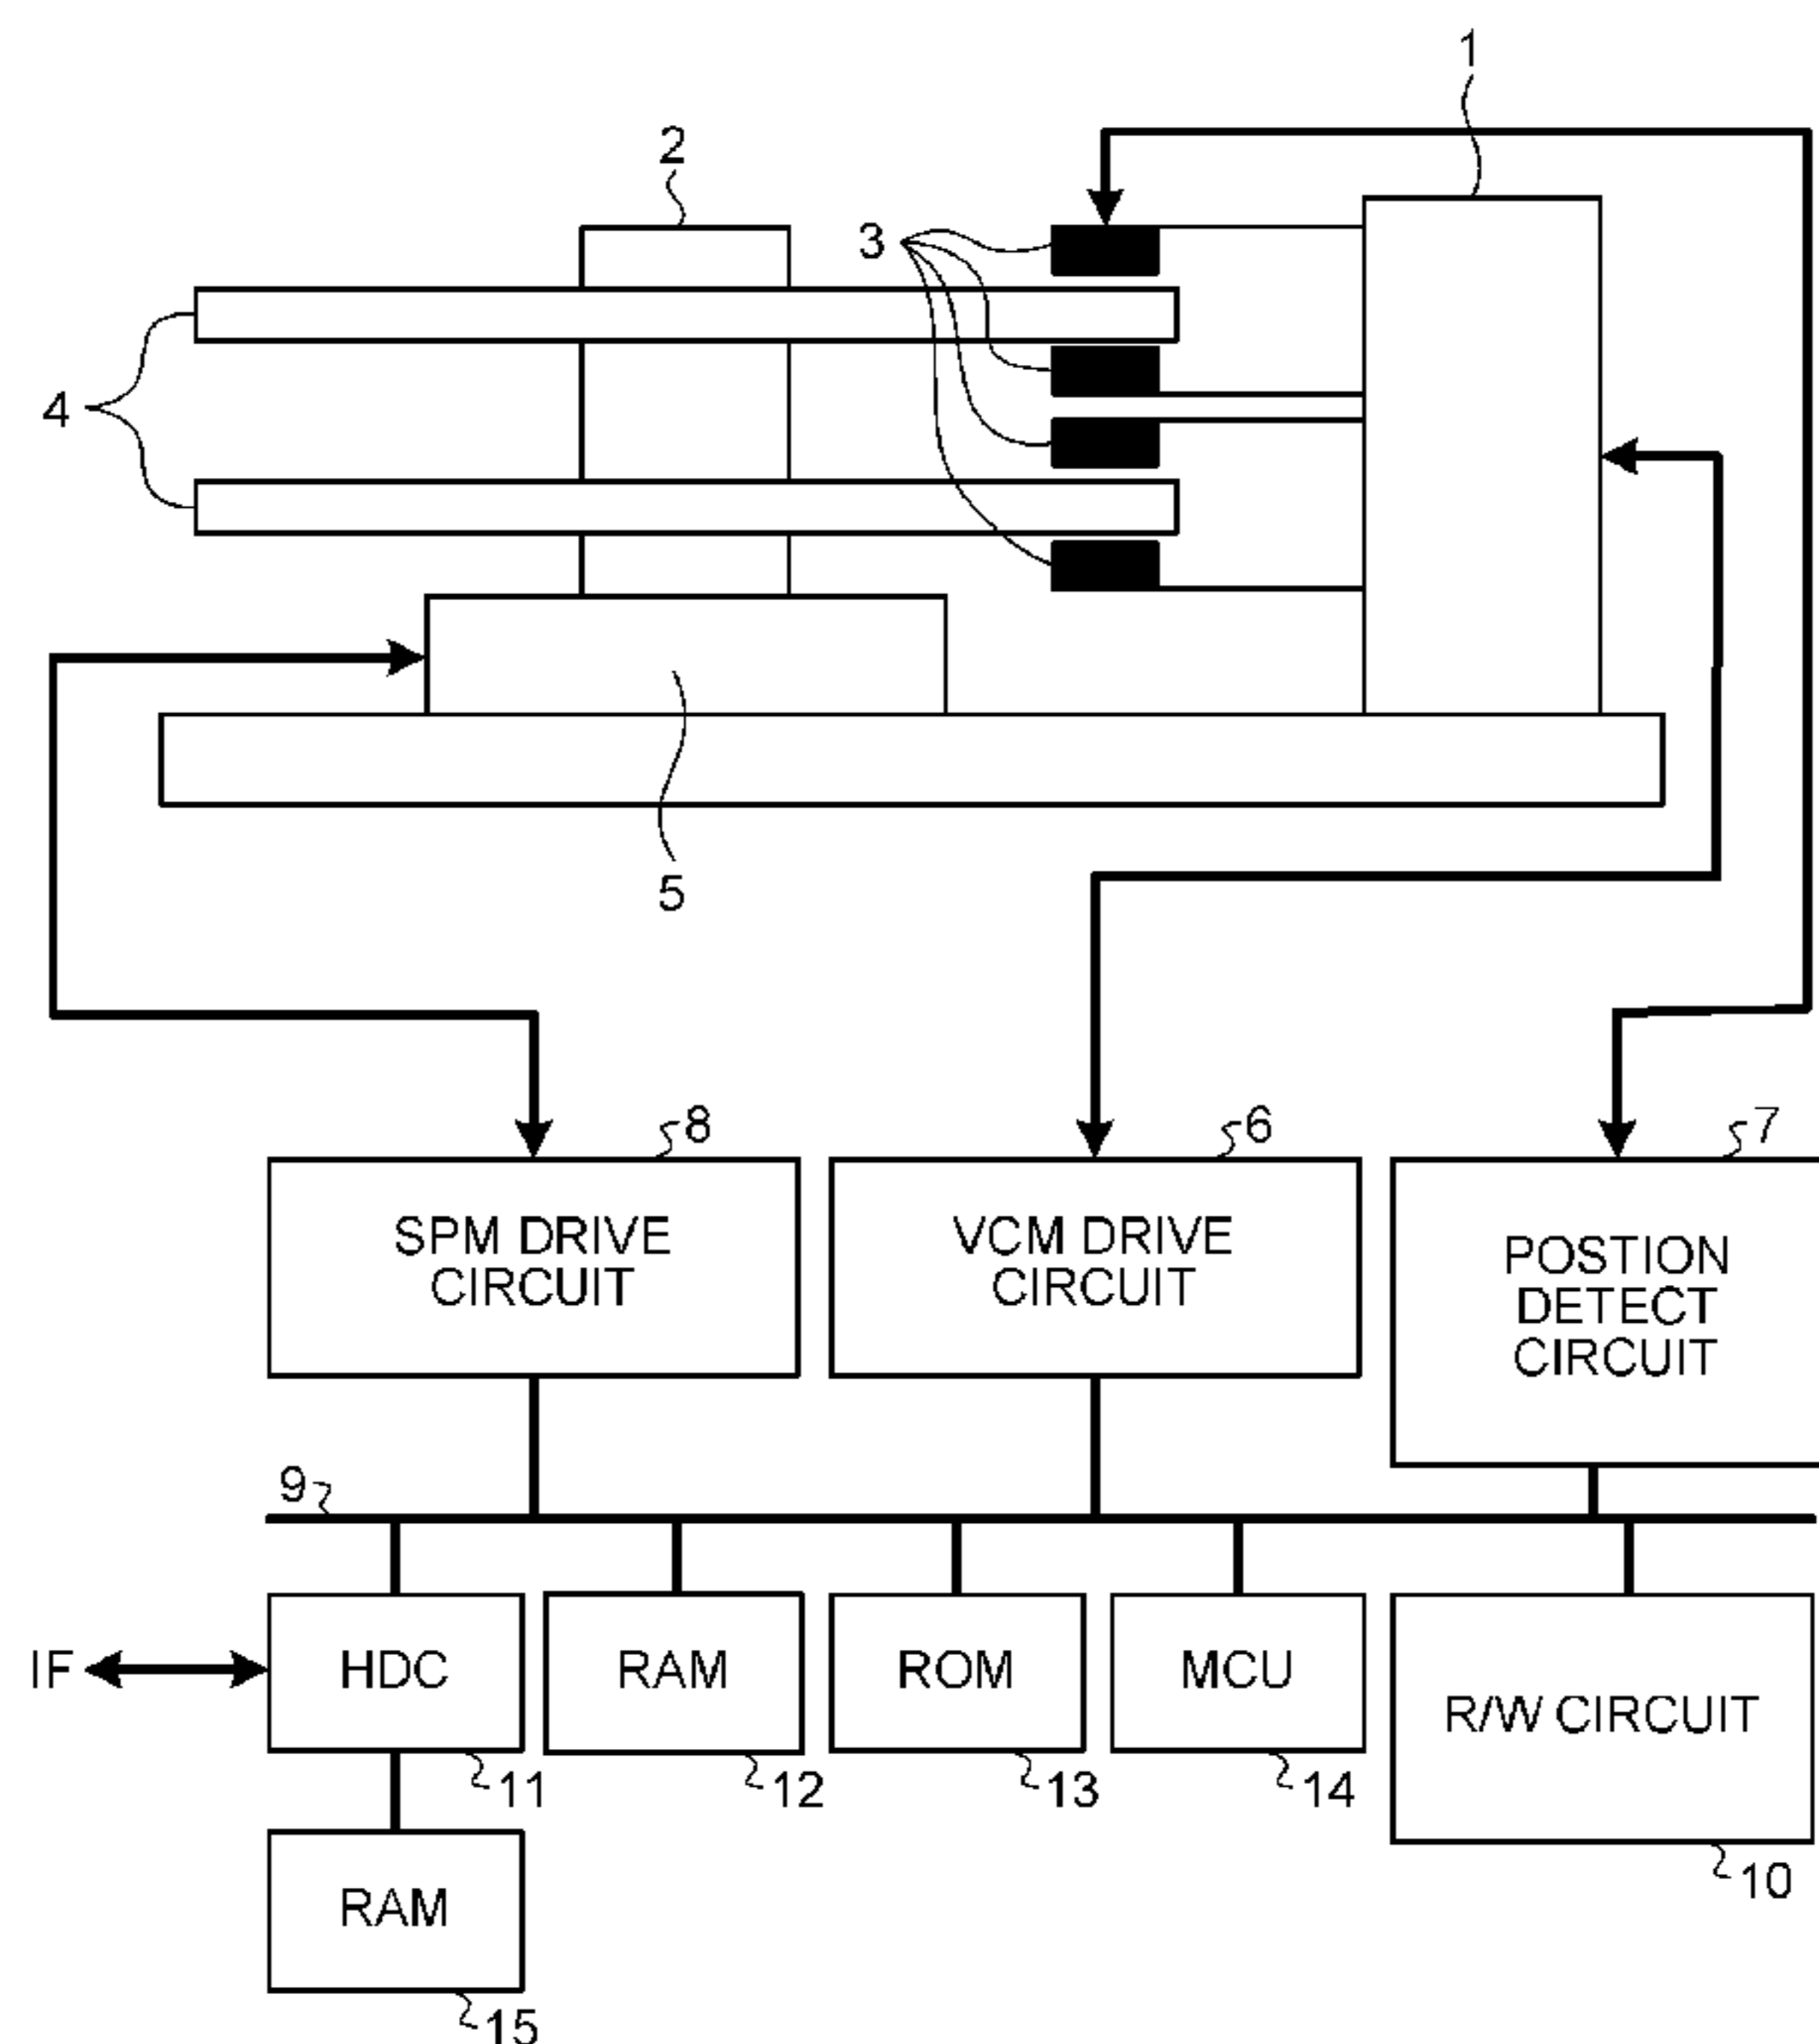 1
2
3
4
5
8
6
7
SPM DRIVE
CIRCUIT
VCM DRIVE
CIRCUIT
POSTION
DETECT
CIRCUIT
9
IF
HDC
RAM
ROM
MCU
R/W CIRCUIT
11
12
13
14
10
RAM
15